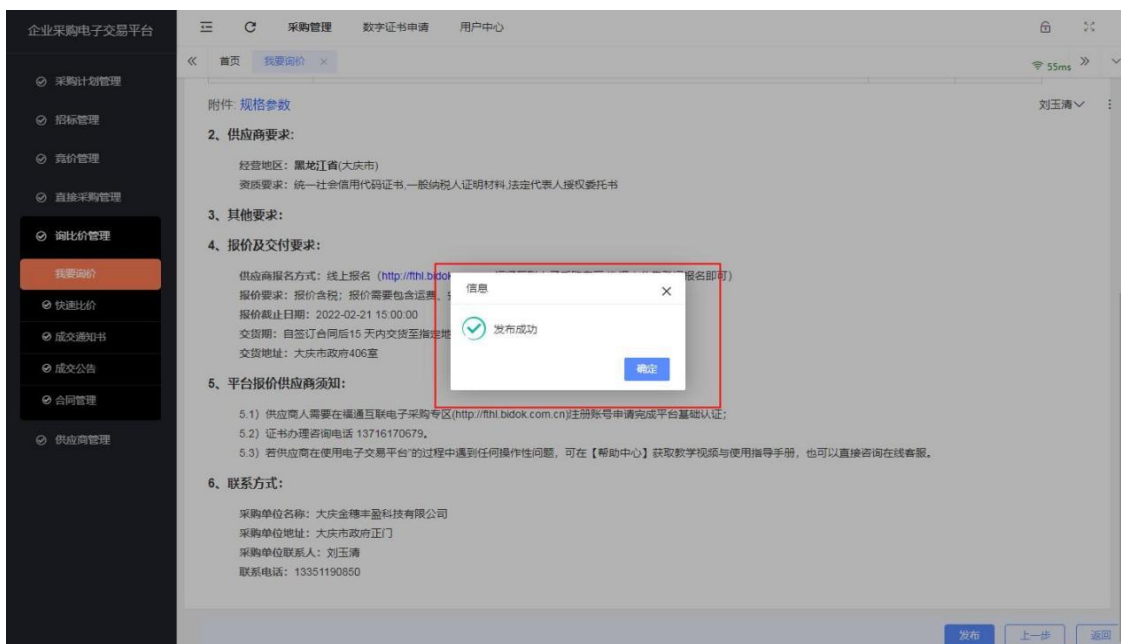 企业采购电子交易平台
采购管理 数字证书申请 用户中心
首页 我要询价 ×
55ms
采购计划管理
招标管理
竞价管理
直接采购管理
询比价管理
我要询价
快速比价
成交通知书
成交公告
合同管理
供应商管理
附件: 规格参数
刘玉清
2、供应商要求:
经营地区：黑龙江省(大庆市)
资质要求：统一社会信用代码证书,一般纳税人证明材料,法定代表人授权委托书
3、其他要求：
4、报价及交付要求：
供应商报名方式：线上报名（http://fthl.bidok
报名即可）
报价要求：报价含税；报价需要包含运费、
报价截止日期：2022-02-21 15:00:00
交货期：自签订合同后15 天内交货至指定地
交货地址：大庆市政府406室
信息 ×
发布成功
确定
5、平台报价供应商须知：
5.1）供应商人需要在福通互联电子采购专区(http://fthl.bidok.com.cn)注册账号申请完成平台基础认证；
5.2）证书办理咨询电话 13716170679。
5.3）若供应商在使用电子交易平台"的过程中遇到任何操作性问题，可在【帮助中心】获取教学视频与使用指导手册，也可以直接咨询在线客服。
6、联系方式：
采购单位名称：大庆金穗丰盈科技有限公司
采购单位地址：大庆市政府正门
采购单位联系人：刘玉清
联系电话：13351190850
发布 上一步 返回